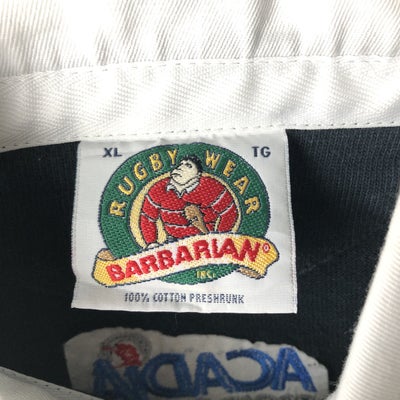 XL TG
RUGBY WEAR
BARBARIAN®
INC.
100% COTTON PRESHRUNK
ACADIA